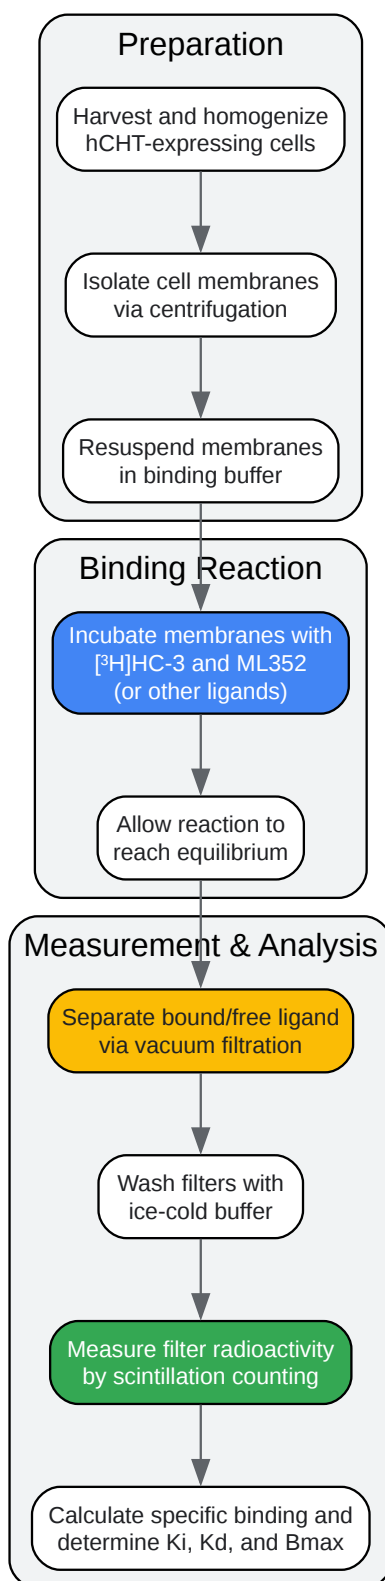 Preparation
Harvest and homogenize
hCHT-expressing cells
Isolate cell membranes
via centrifugation
Resuspend membranes
in binding buffer
Binding Reaction
Incubate membranes with
[³H]HC-3 and ML352
(or other ligands)
Allow reaction to
reach equilibrium
Measurement & Analysis
Separate bound/free ligand
via vacuum filtration
Wash filters with
ice-cold buffer
Measure filter radioactivity
by scintillation counting
Calculate specific binding and
determine Ki, Kd, and Bmax